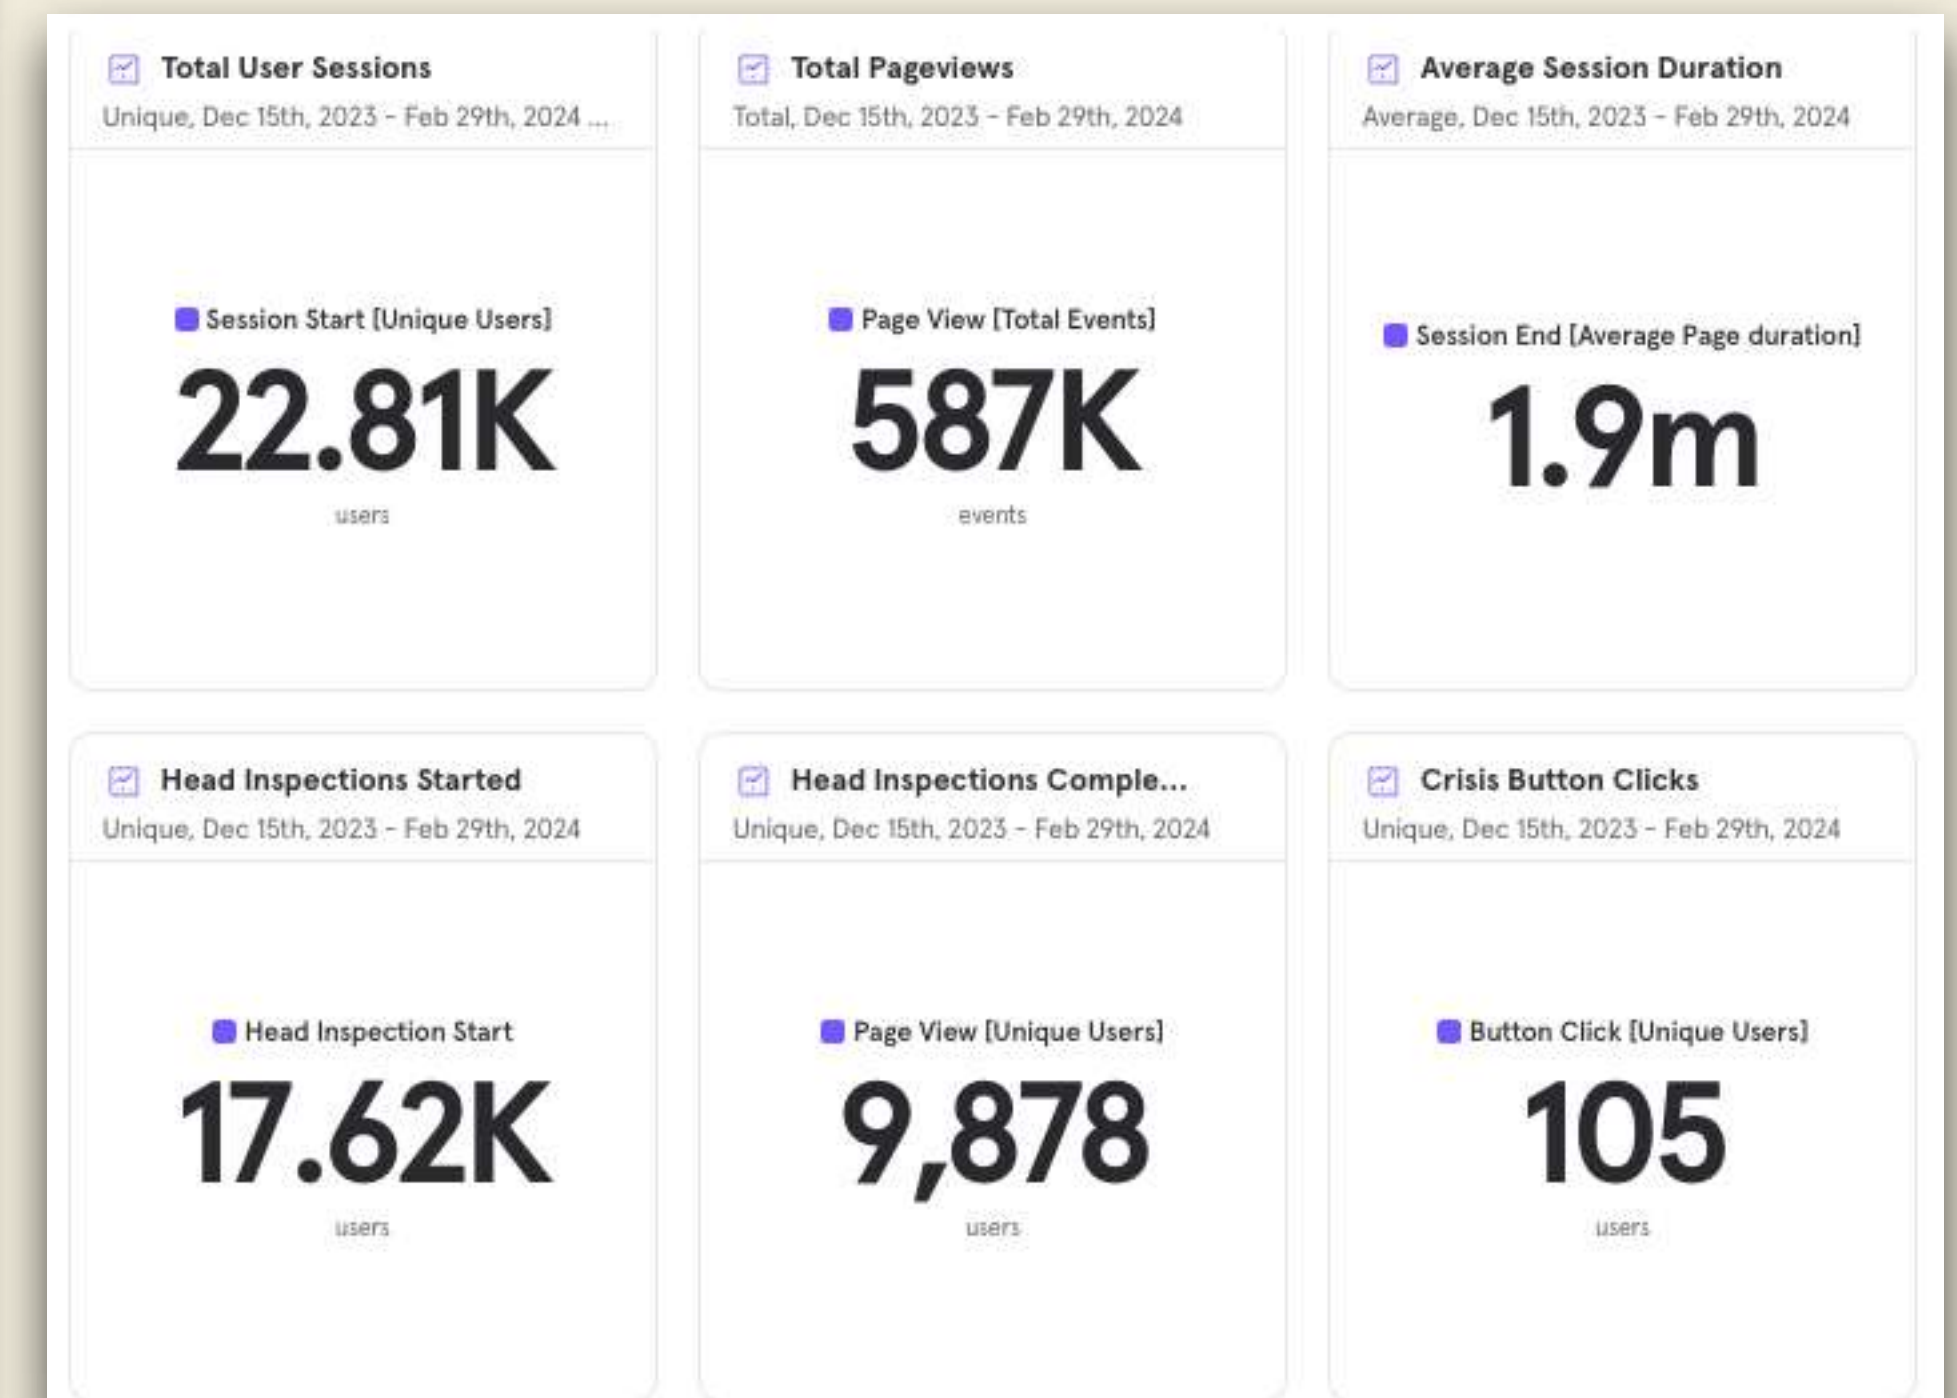 Total User Sessions
Unique, Dec 15th, 2023 - Feb 29th, 2024 ...
Session Start [Unique Users]
22.81K
users
Total Pageviews
Total, Dec 15th, 2023 - Feb 29th, 2024
Page View [Total Events]
587K
events
Average Session Duration
Average, Dec 15th, 2023 - Feb 29th, 2024
Session End [Average Page duration]
1.9m
Head Inspections Started
Unique, Dec 15th, 2023 - Feb 29th, 2024
Head Inspection Start
17.62K
users
Head Inspections Comple...
Unique, Dec 15th, 2023 - Feb 29th, 2024
Page View [Unique Users]
9,878
users
Crisis Button Clicks
Unique, Dec 15th, 2023 - Feb 29th, 2024
Button Click [Unique Users]
105
users